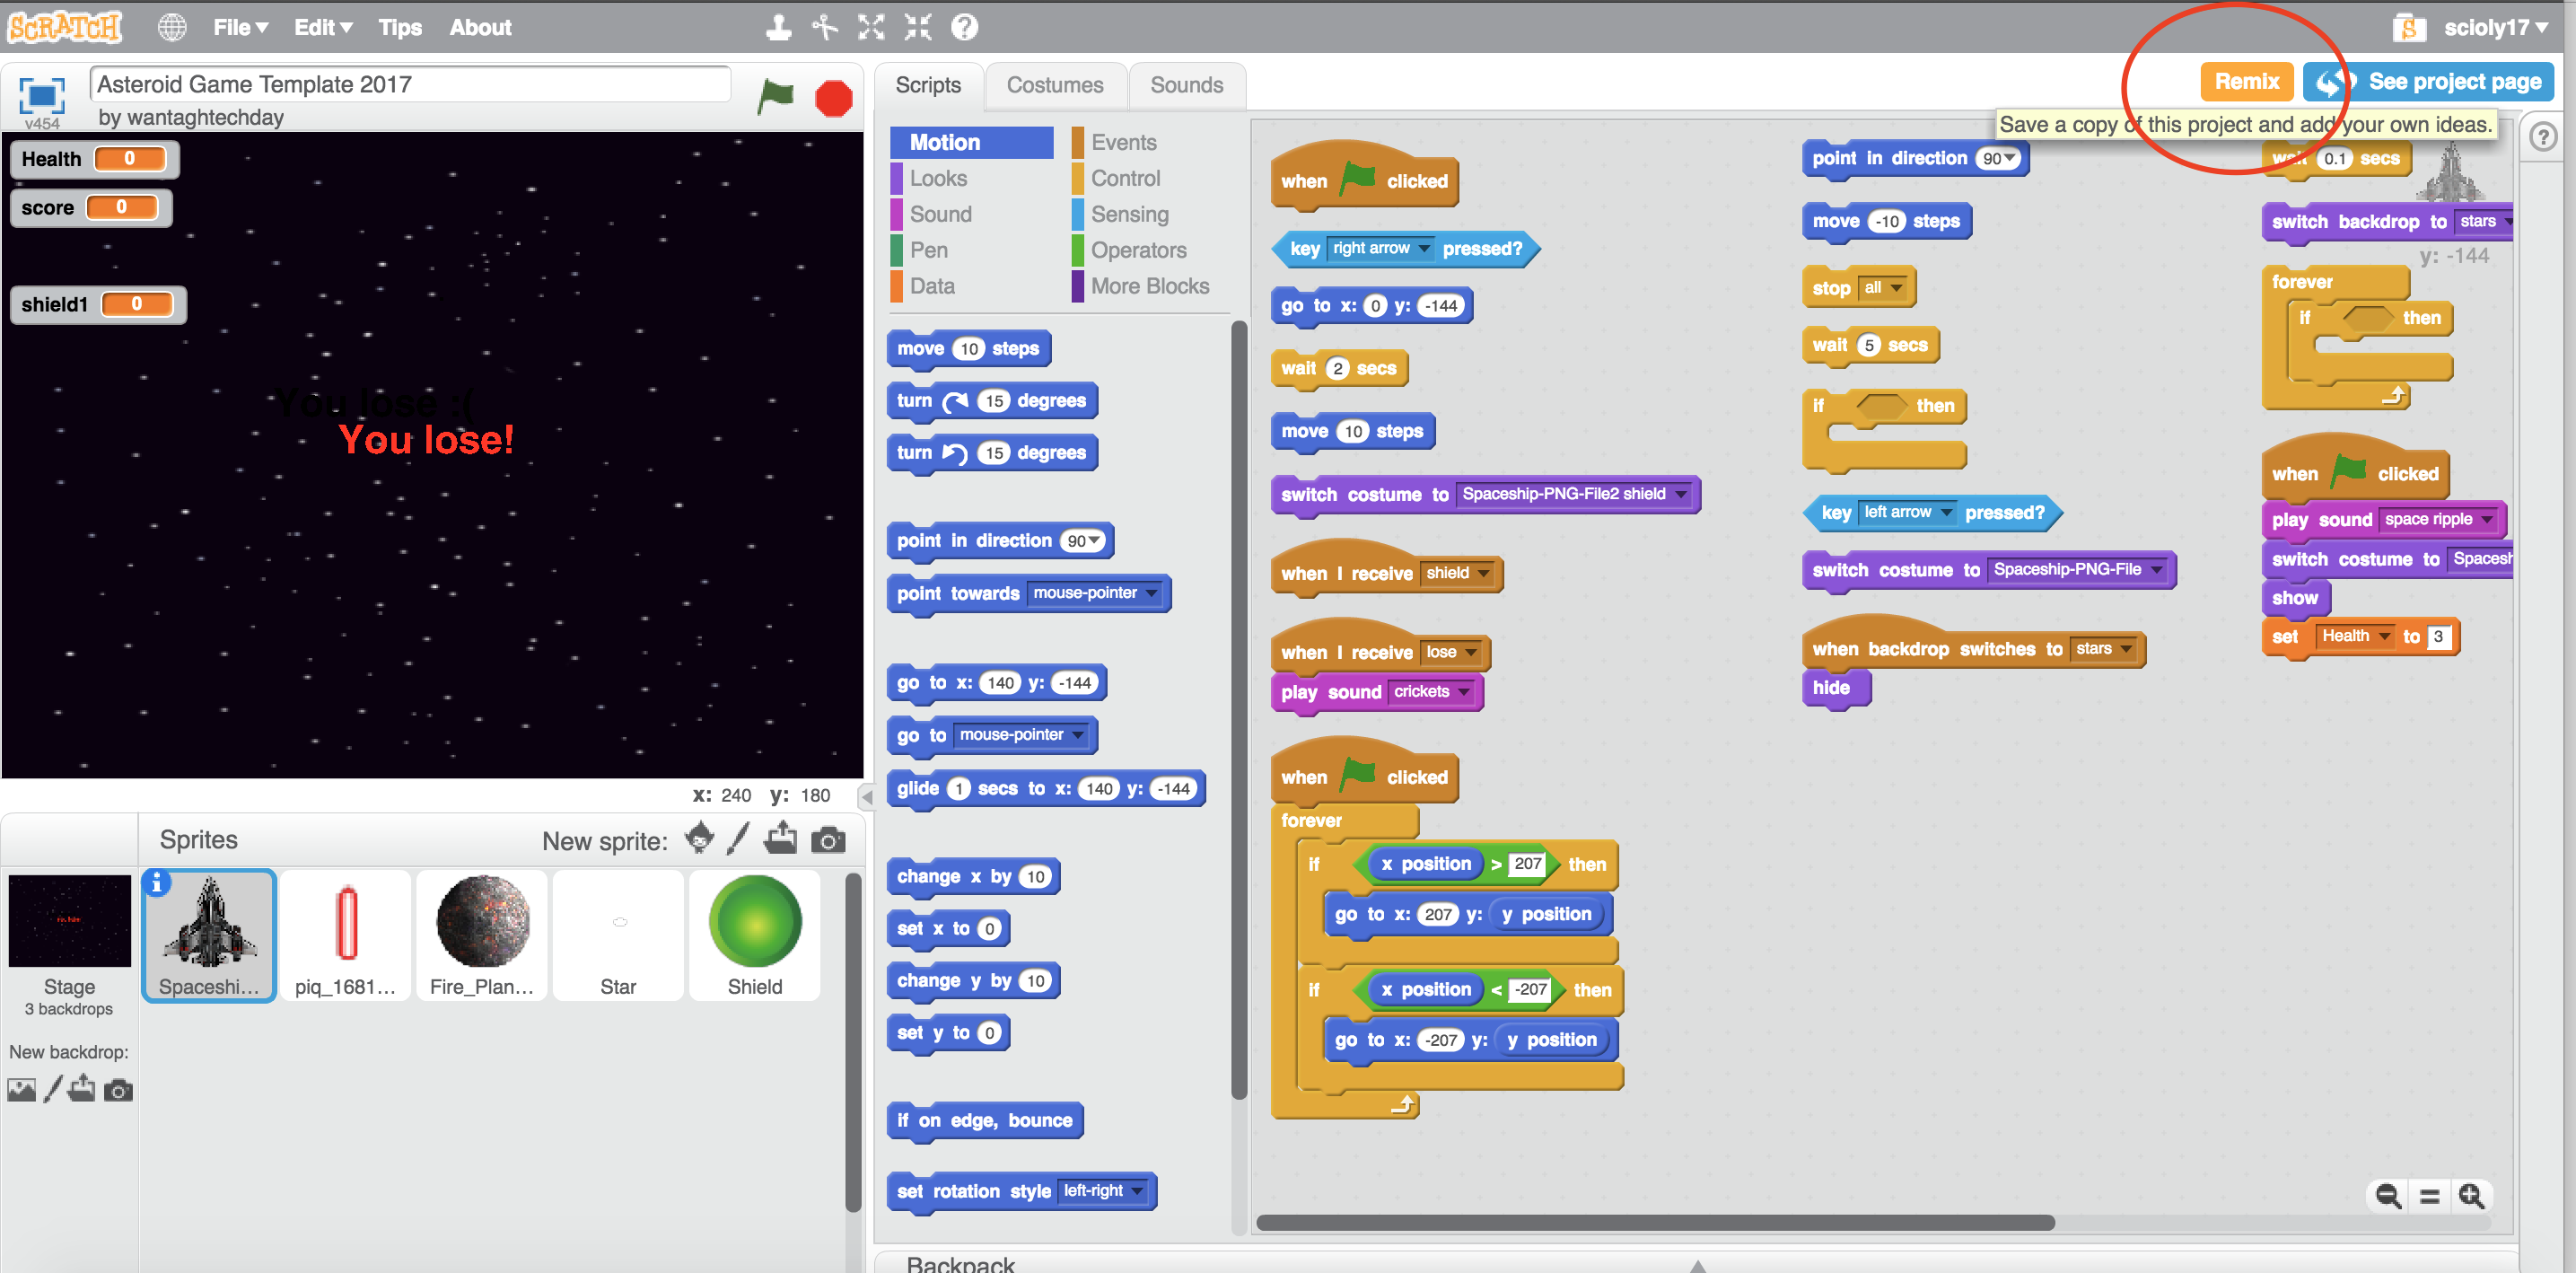 SCRATCH File Edit Tips About scioly17
Asteroid Game Template 2017
v454 by wantaghtechday
Scripts Costumes Sounds
Remix See project page
Save a copy of this project and add your own ideas.
Health 0
score 0
shield1 0
You lose :(
You lose!
x: 240 y: 180
Sprites New sprite:
Stage
3 backdrops
New backdrop:
Spaceshi...
piq_1681...
Fire_Plan...
Star
Shield
Motion Events
Looks Control
Sound Sensing
Pen Operators
Data More Blocks
move 10 steps
turn 15 degrees
turn 15 degrees
point in direction 90
point towards mouse-pointer
go to x: 140 y: -144
go to mouse-pointer
glide 1 secs to x: 140 y: -144
change x by 10
set x to 0
change y by 10
set y to 0
if on edge, bounce
set rotation style left-right
when clicked
key right arrow pressed?
go to x: 0 y: -144
wait 2 secs
move 10 steps
switch costume to Spaceship-PNG-File2 shield
when I receive shield
when I receive lose
play sound crickets
when clicked
forever
if x position > 207 then
go to x: 207 y: y position
if x position < -207 then
go to x: -207 y: y position
point in direction 90
move -10 steps
stop all
wait 5 secs
if then
key left arrow pressed?
switch costume to Spaceship-PNG-File
when backdrop switches to stars
hide
wait 0.1 secs
switch backdrop to stars
y: -144
forever
if then
when clicked
play sound space ripple
switch costume to Spacesh
show
set Health to 3
Backpack